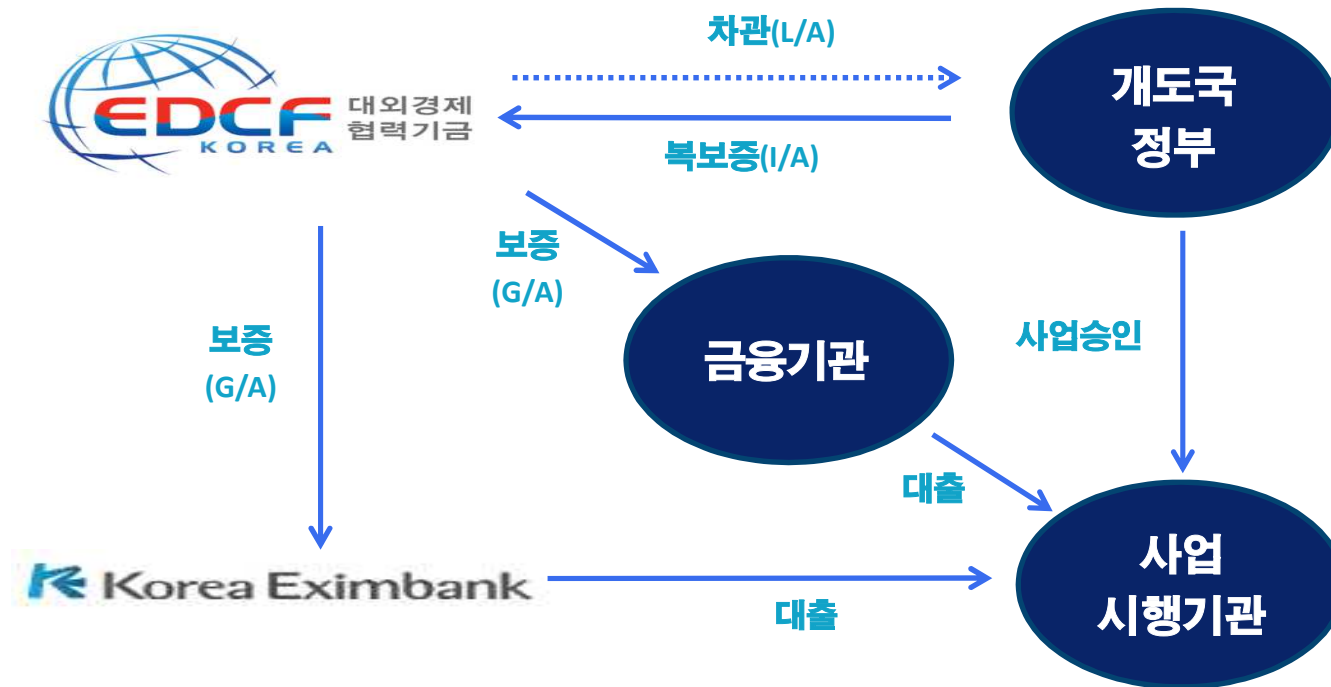 차관(L/A)
EDCF
KOREA
대외경제
협력기금
개도국
정부
복보증(I/A)
보증
(G/A)
금융기관
사업승인
보증
(G/A)
대출
Korea Eximbank
대출
사업
시행기관